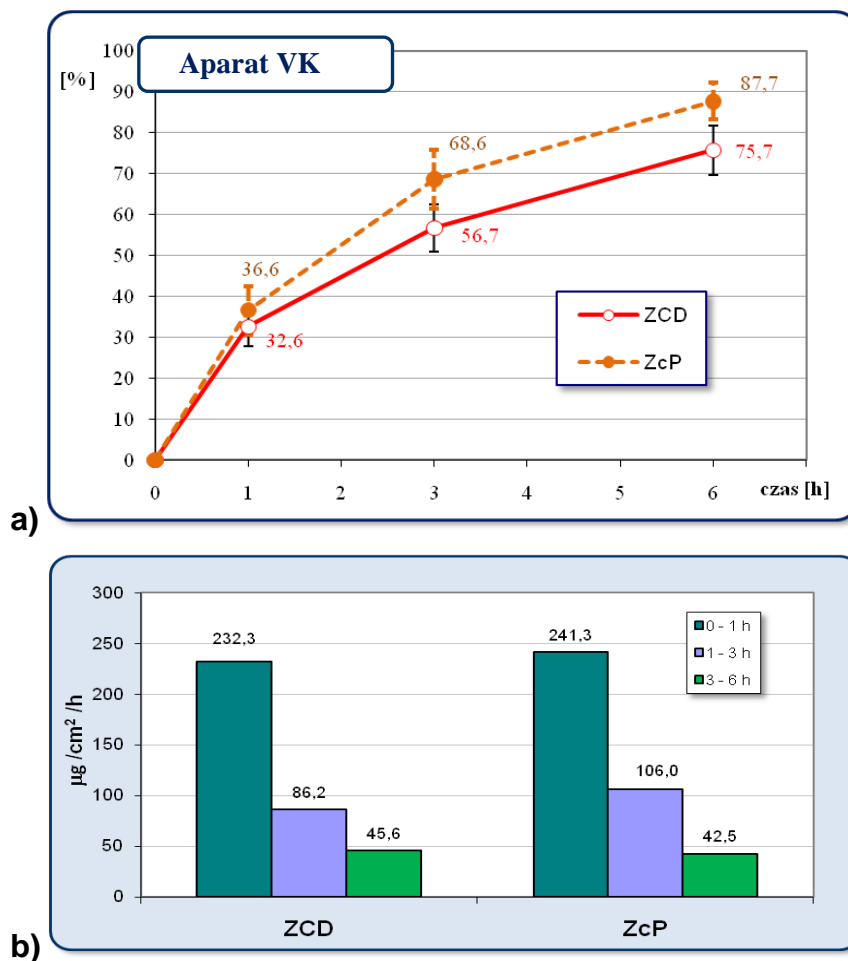 Aparat VK
[%]
100
90
80
70
60
50
40
30
20
10
0
87,7
68,6
75,7
56,7
36,6
32,6
ZCD
ZcP
0 1 2 3 4 5 6 czas [h]
a)
300
250
200
150
100
50
0
µg /cm² /h
232,3
86,2
45,6
241,3
106,0
42,5
0 - 1 h
1 - 3 h
3 - 6 h
ZCD ZcP
b)